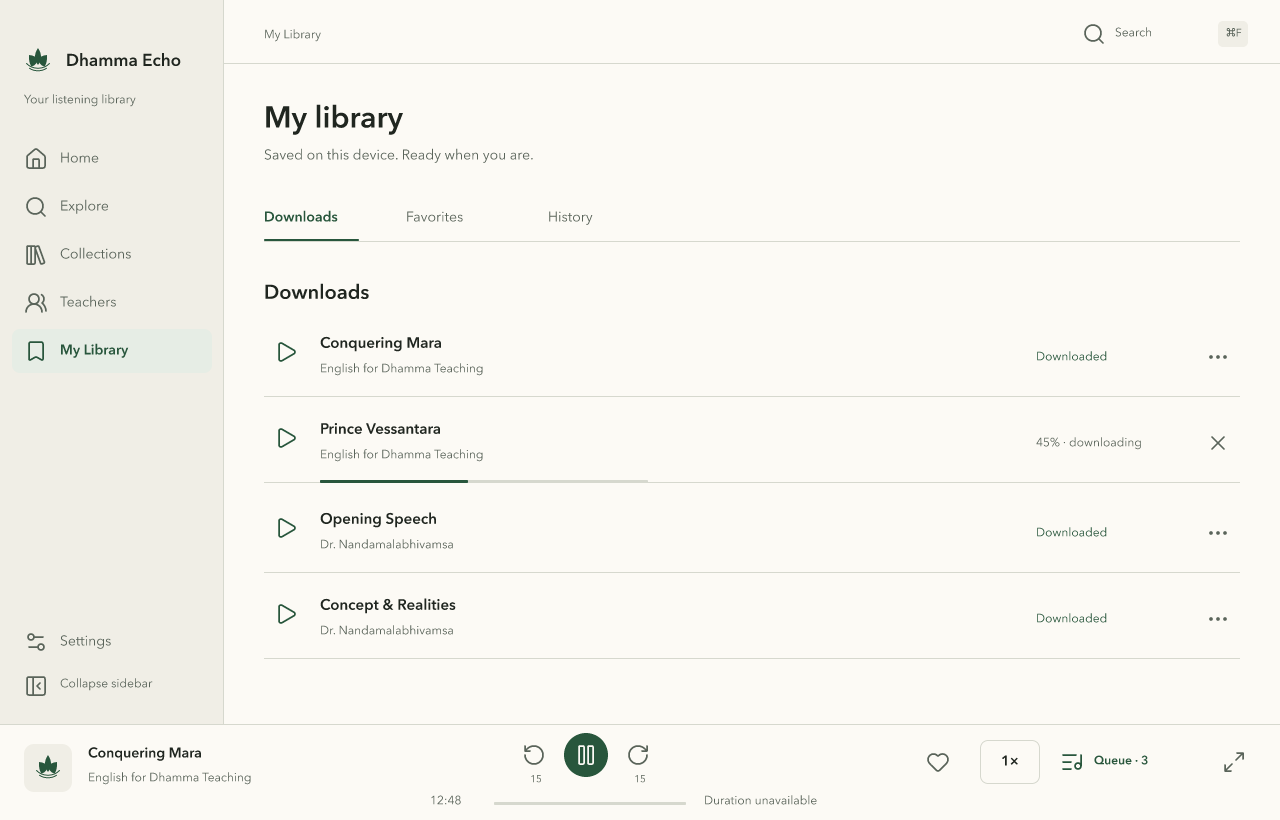 Dhamma Echo
Your listening library
Home
Explore
Collections
Teachers
My Library
Settings
Collapse sidebar
My Library
Search
⌘F
My library
Saved on this device. Ready when you are.
Downloads
Favorites
History
Downloads
Conquering Mara
English for Dhamma Teaching
Downloaded
Prince Vessantara
English for Dhamma Teaching
45% · downloading
Opening Speech
Dr. Nandamalabhivamsa
Downloaded
Concept & Realities
Dr. Nandamalabhivamsa
Downloaded
Conquering Mara
English for Dhamma Teaching
15
15
12:48
Duration unavailable
1×
Queue · 3